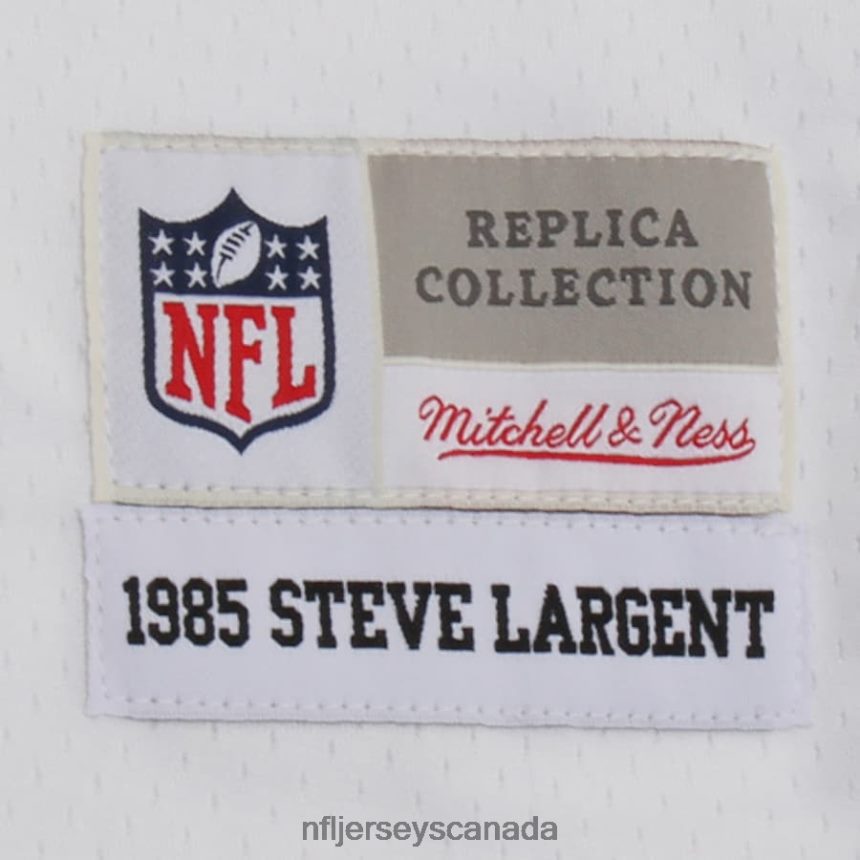 NFL
REPLICA
COLLECTION
Mitchell & Ness
1985 STEVE LARGENT
nfljerseyscanada